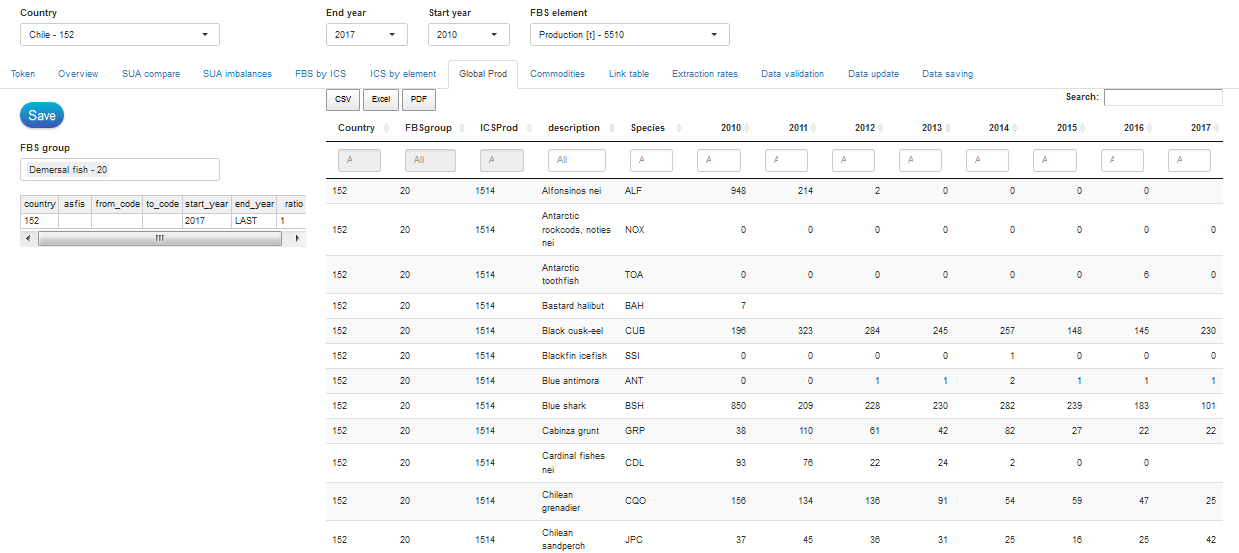 Country End year Start year FBS element
Chile - 152 2017 2010 Production [t] - 5510
Token Overview SUA compare SUA imbalances FBS by ICS ICS by element Global Prod Commodities Link table Extraction rates Data validation Data update Data saving
Save
FBS group
Demersal fish - 20
country asfis from_code to_code start_year end_year ratio
152 2017 LAST 1
CSV Excel PDF Search:
Country FBSgroup ICSProd description Species 2010 2011 2012 2013 2014 2015 2016 2017
A All A All A A A A A A A A A
152 20 1514 Alfonsinos nei ALF 948 214 2 0 0 0 0
Antarctic
152 20 1514 rookcods, noties NOX 0 0 0 0 0 0 0 0
nei
Antarctic
152 20 1514 toothfish TOA 0 0 0 0 0 0 6 0
152 20 1514 Bastard halibut BAH 7
152 20 1514 Black cusk-eel CUB 196 323 284 245 257 148 145 230
152 20 1514 Blackfin icefish SSI 0 0 0 0 1 0 0 0
152 20 1514 Blue antimora ANT 0 0 1 1 2 1 1 1
152 20 1514 Blue shark BSH 850 209 228 230 282 239 183 101
152 20 1514 Cabinza grunt GRP 38 110 61 42 82 27 22 22
Cardinal fishes
152 20 1514 nei CDL 93 76 22 24 2 0 0
Chilean
152 20 1514 grenadier CQO 156 134 136 91 54 59 47 25
Chilean
152 20 1514 sandperch JPC 37 45 36 31 25 16 25 42